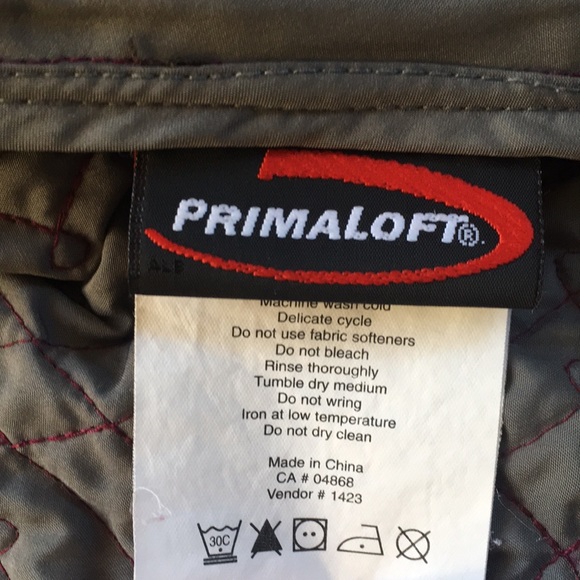 PRIMALOFT®
ALB
Machine wash cold
Delicate cycle
Do not use fabric softeners
Do not bleach
Rinse thoroughly
Tumble dry medium
Do not wring
Iron at low temperature
Do not dry clean
Made in China
CA # 04868
Vendor # 1423
30C